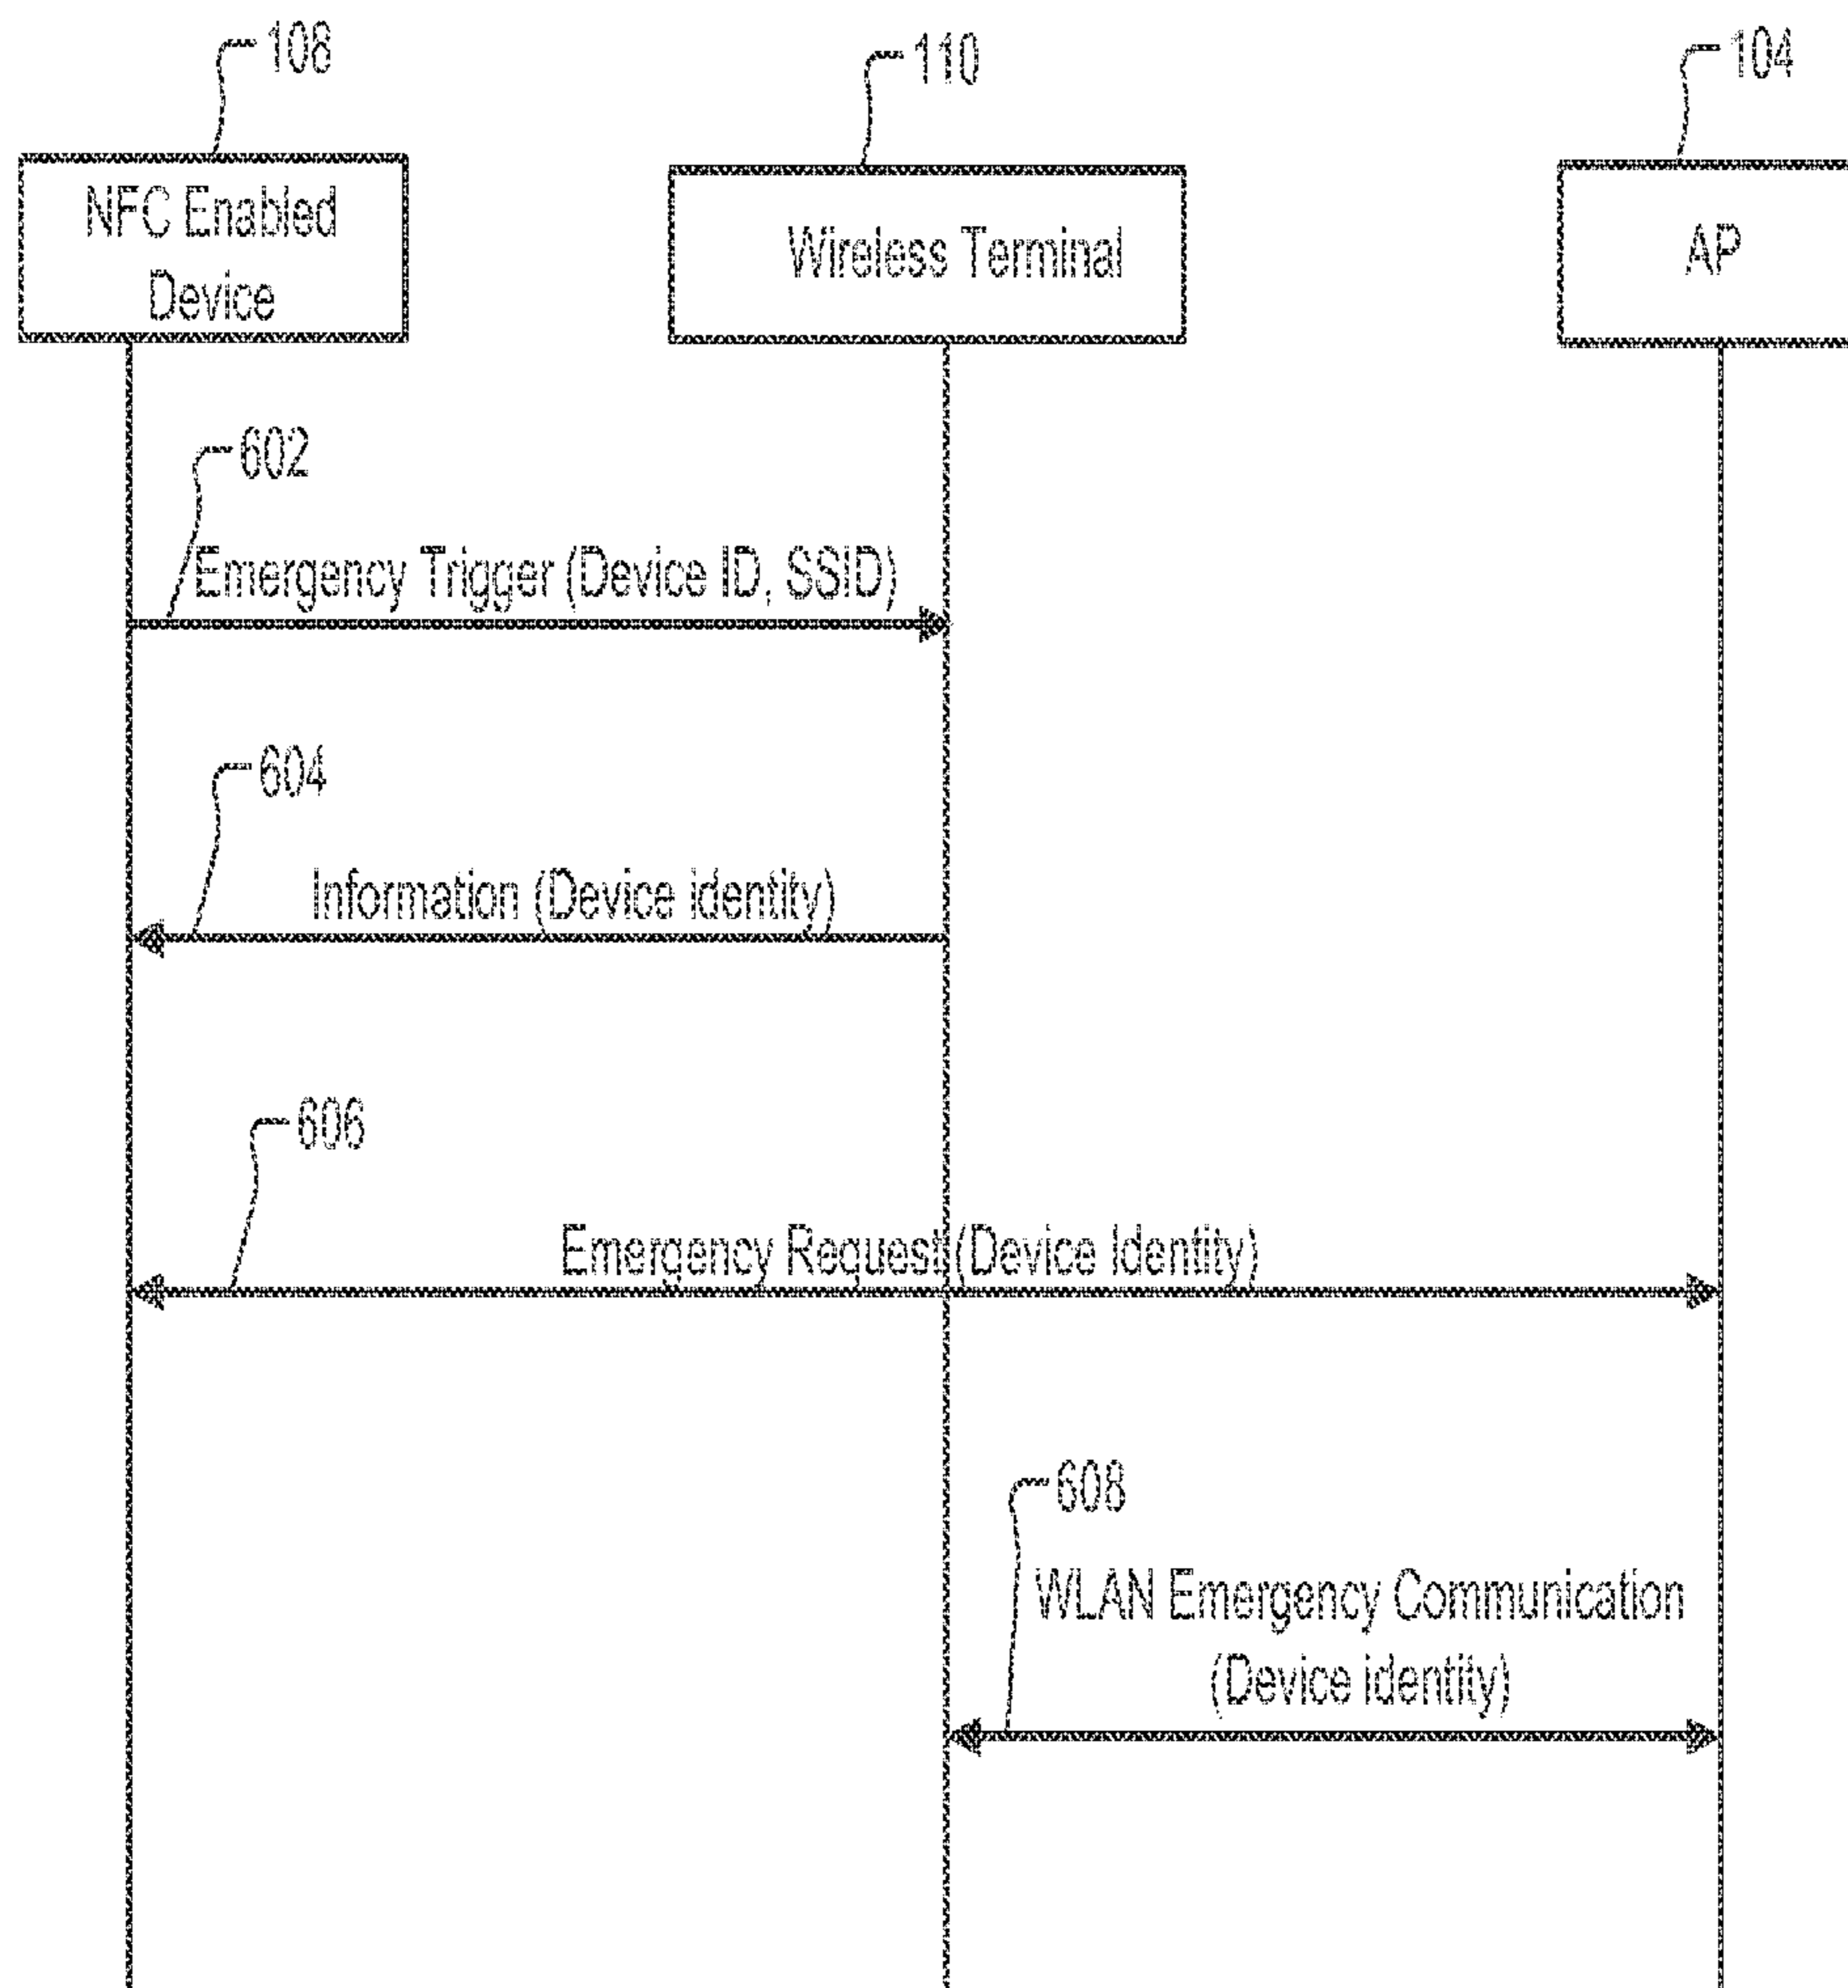 108
110
104
NFC Enabled
Device
Wireless Terminal
AP
602
Emergency Trigger (Device ID, SSID)
604
Information (Device identity)
606
Emergency Request (Device Identity)
608
WLAN Emergency Communication
(Device identity)